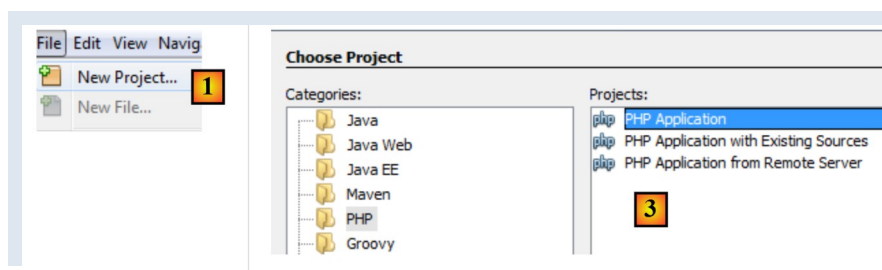 File Edit View Navig
New Project...
1
New File...
Choose Project
Categories:
Java
Java Web
Java EE
Maven
PHP
Groovy
Projects:
php PHP Application
php PHP Application with Existing Sources
php PHP Application from Remote Server
3